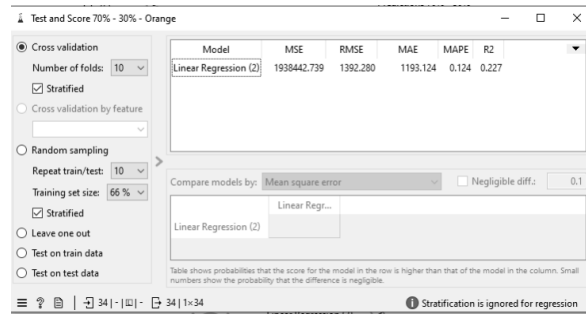 Test and Score 70% - 30% - Orange
Cross validation
Number of folds: 10
Stratified
Cross validation by feature
Random sampling
Repeat train/test: 10
Training set size: 66 %
Stratified
Leave one out
Test on train data
Test on test data
Model MSE RMSE MAE MAPE R2
Linear Regression (2) 1938442.739 1392.280 1193.124 0.124 0.227
Compare models by: Mean square error Negligible diff.: 0.1
Linear Regr...
Linear Regression (2)
Table shows probabilities that the score for the model in the row is higher than that of the model in the column. Small
numbers show the probability that the difference is negligible.
34 | - | - 34 | 1×34
Stratification is ignored for regression